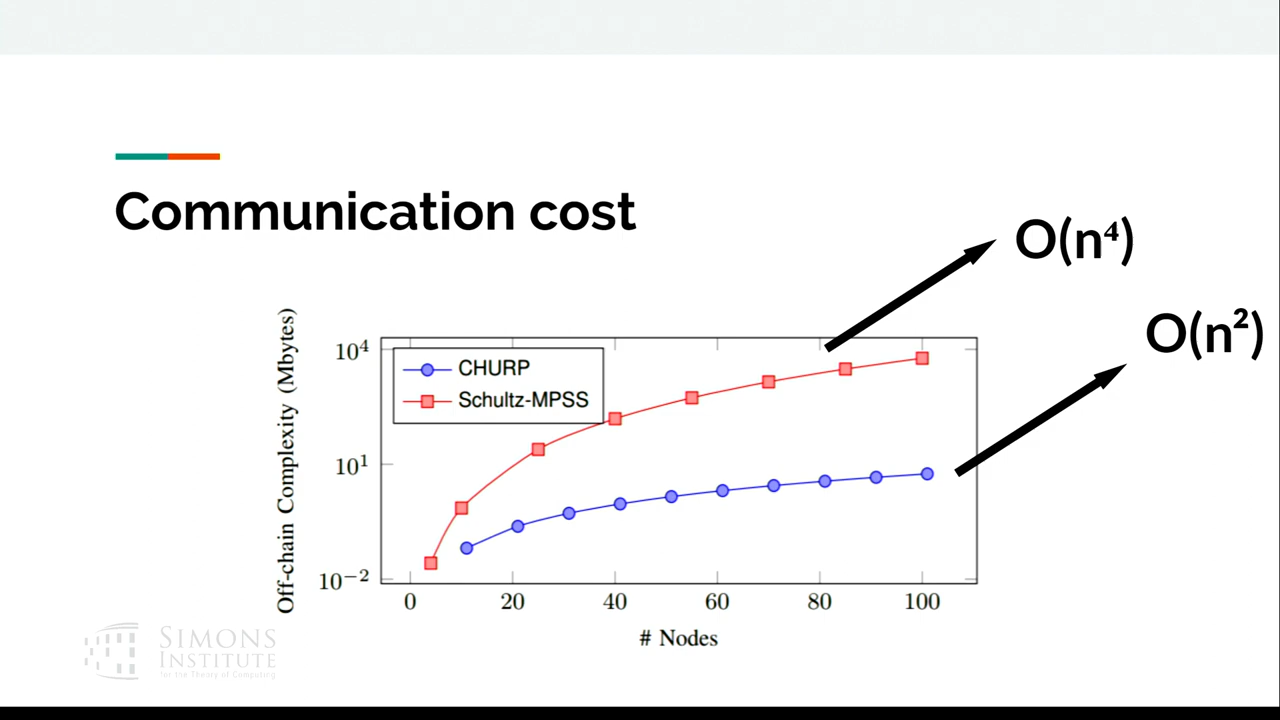 Communication cost
O(n⁴)
O(n²)
Off-chain Complexity (Mbytes)
10⁴
10¹
10⁻²
CHURP
Schultz-MPSS
0 20 40 60 80 100
# Nodes
SIMONS
INSTITUTE
for the Theory of Computing